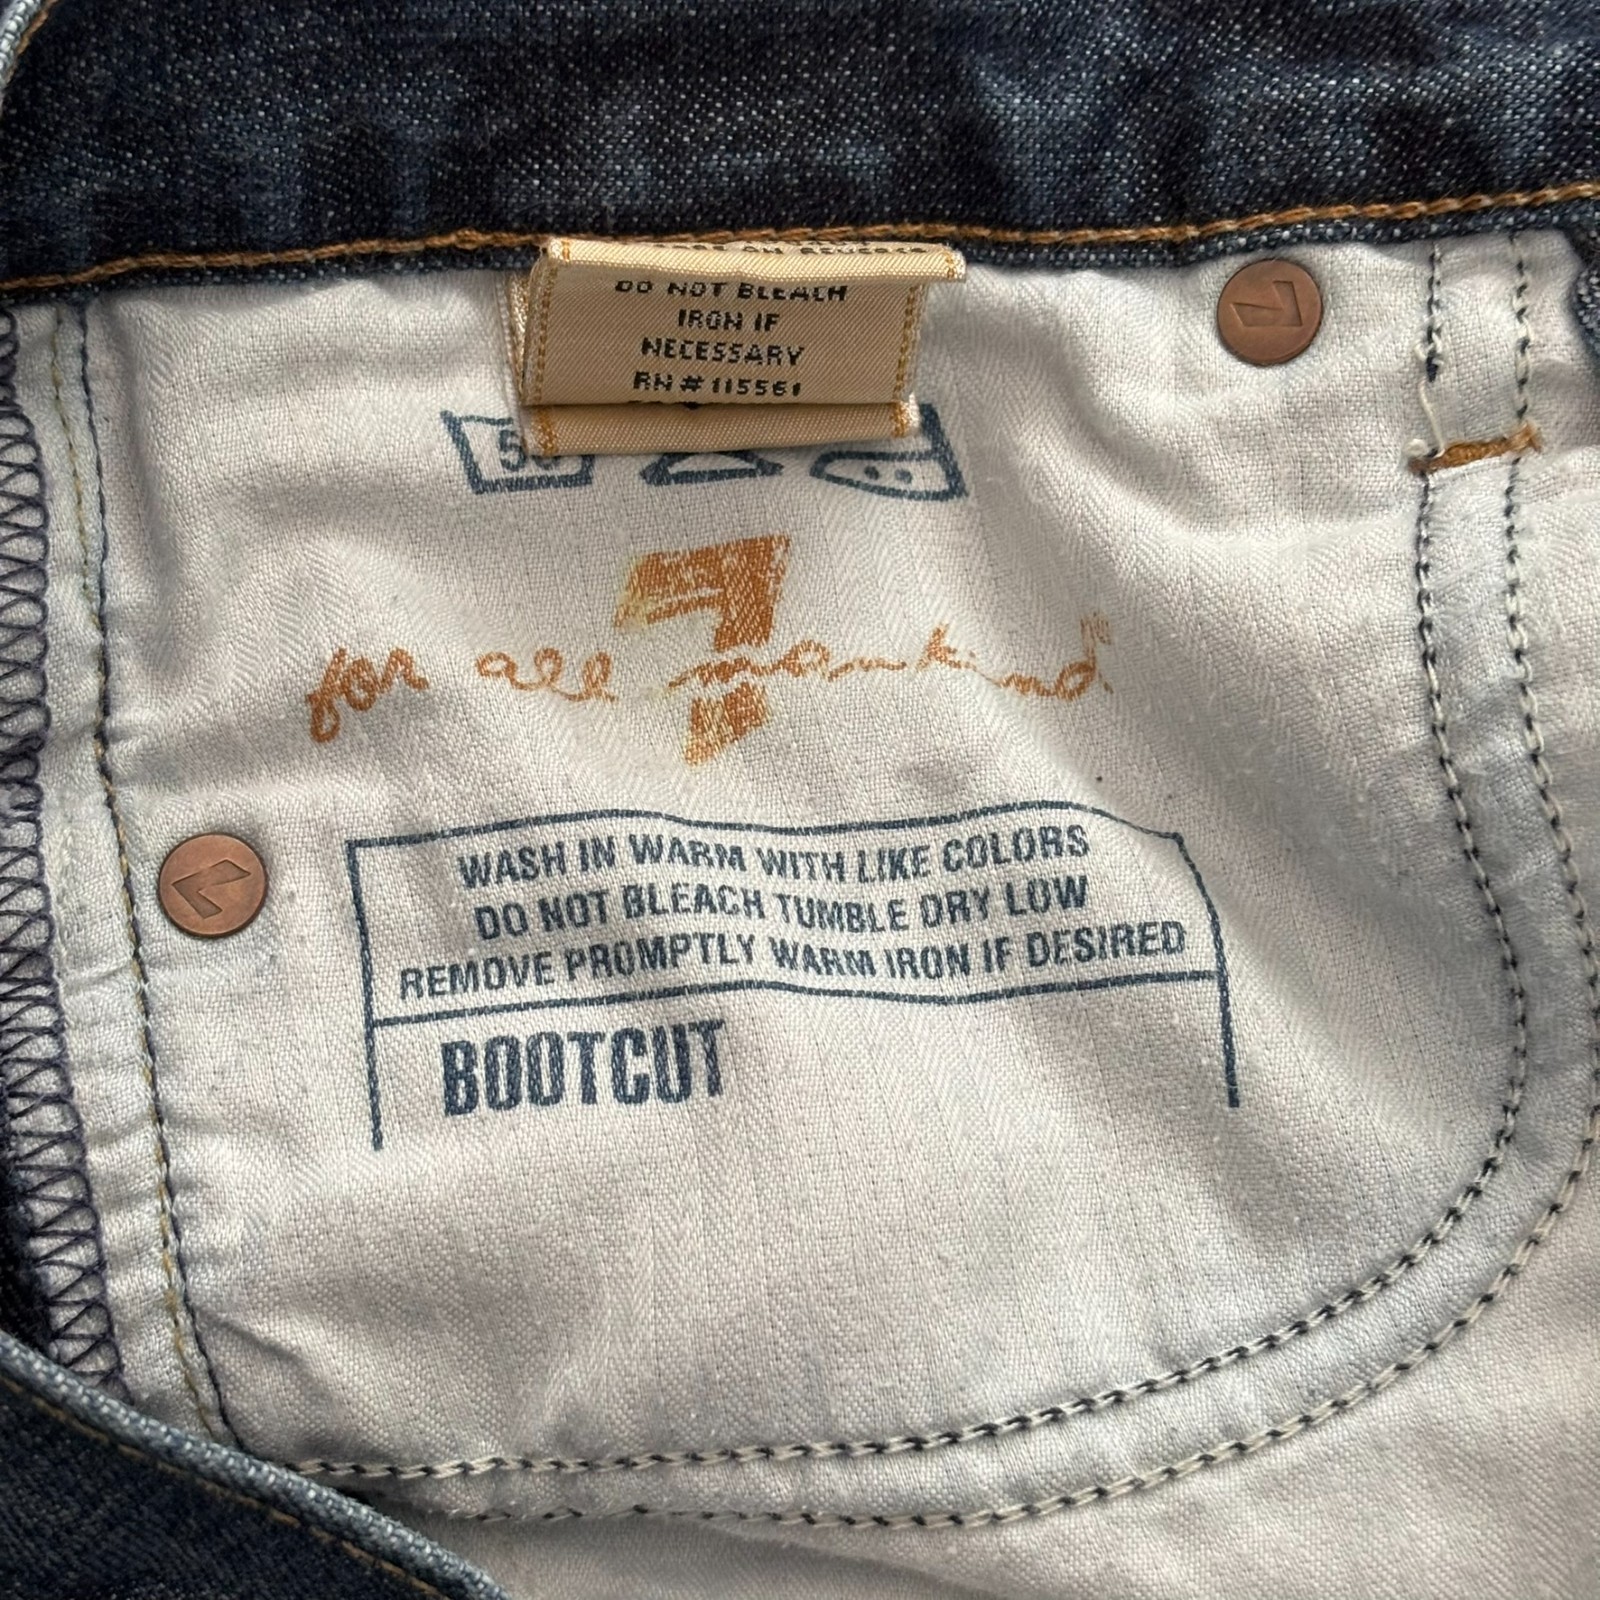 DO NOT BLEACH
IRON IF
NECESSARY
RN # 115561
7
for all mankind
WASH IN WARM WITH LIKE COLORS
DO NOT BLEACH TUMBLE DRY LOW
REMOVE PROMPTLY WARM IRON IF DESIRED
BOOTCUT